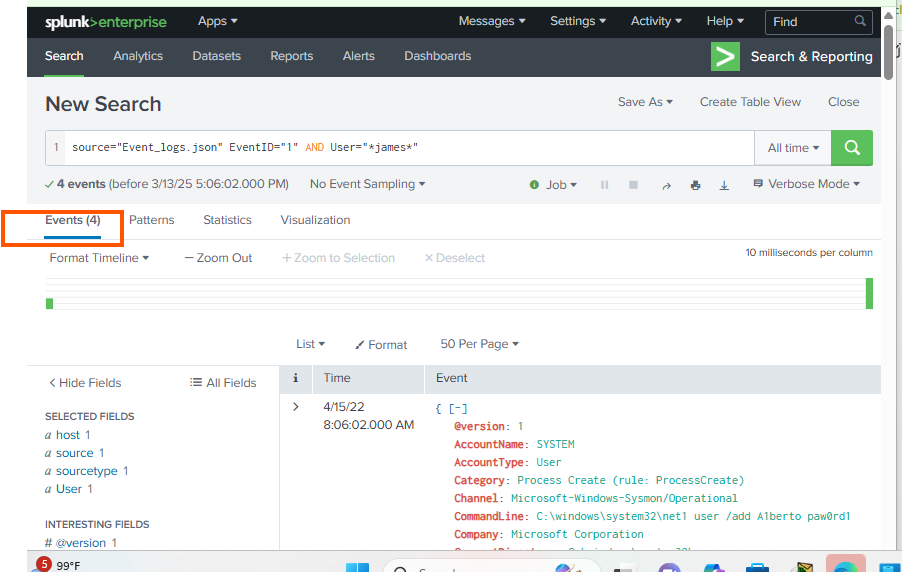 splunk>enterprise Apps Messages Settings Activity Help Find
Search Analytics Datasets Reports Alerts Dashboards Search & Reporting
New Search Save As Create Table View Close
1 source="Event_logs.json" EventID="1" AND User="*james*" All time
4 events (before 3/13/25 5:06:02.000 PM) No Event Sampling Job Verbose Mode
Events (4) Patterns Statistics Visualization
Format Timeline Zoom Out Zoom to Selection Deselect 10 milliseconds per column
List Format 50 Per Page
Hide Fields All Fields i Time Event
4/15/22
8:06:02.000 AM
{ [-]
@version: 1
AccountName: SYSTEM
AccountType: User
Category: Process Create (rule: ProcessCreate)
Channel: Microsoft-Windows-Sysmon/Operational
CommandLine: C:\windows\system32\net1 user /add A1berto paw0rd1
Company: Microsoft Corporation
SELECTED FIELDS
a host 1
a source 1
a sourcetype 1
a User 1
INTERESTING FIELDS
# @version 1
5 99°F